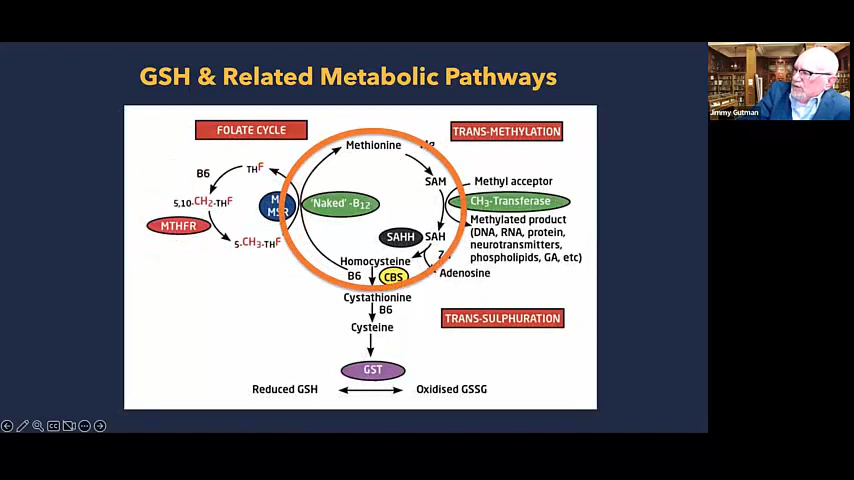 GSH & Related Metabolic Pathways
Jimmy Gutman
FOLATE CYCLE
TRANS-METHYLATION
Methionine
B6
THF
SAM
Methyl acceptor
5,10-CH2-THF
'Naked'-B12
CH3-Transferase
MTHFR
Methylated product
(DNA, RNA, protein,
neurotransmitters,
phospholipids, GA, etc)
SAHH
SAH
5-CH3-THF
Homocysteine
Adenosine
B6
CBS
Cystathionine
B6
TRANS-SULPHURATION
Cysteine
GST
Reduced GSH
Oxidised GSSG
CC